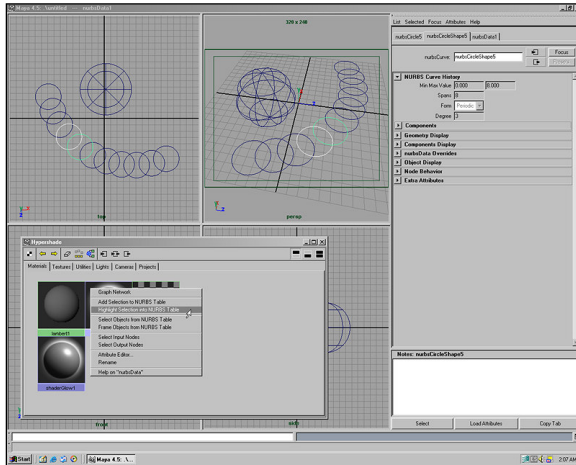 Maya 4.5: .\untitled --- nurbsData1
320 x 240
List Selected Focus Attributes Help
nurbsCircle5 nurbsCircleShape5 nurbsData1
nurbsCurve: nurbsCircleShape5
Focus
Presets
NURBS Curve History
Min Max Value 0.000 8.000
Spans 8
Form Periodic
Degree 3
Components
Geometry Display
Components Display
nurbsData Overrides
Object Display
Node Behavior
Extra Attributes
top
persp
Hypershade
Materials Textures Utilities Lights Cameras Projects
Graph Network
Add Selection to NURBS Table
Highlight Selection into NURBS Table
Select Objects from NURBS Table
Frame Objects from NURBS Table
Select Input Nodes
Select Output Nodes
Attribute Editor...
Rename
Help on "nurbsData"
lambert1
shaderGlow1
front
side
Notes: nurbsCircleShape5
Select
Load Attributes
Copy Tab
Start
Maya 4.5: .\...
2:07 AM